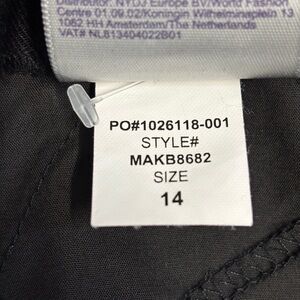 Distributor: NYDJ Europe BV/World Fashion
Centre 01.09.02/Koningin Wilhelminaplein 13
1062 HH Amsterdam/The Netherlands
VAT# NL813404022B01
PO#1026118-001
STYLE#
MAKB8682
SIZE
14